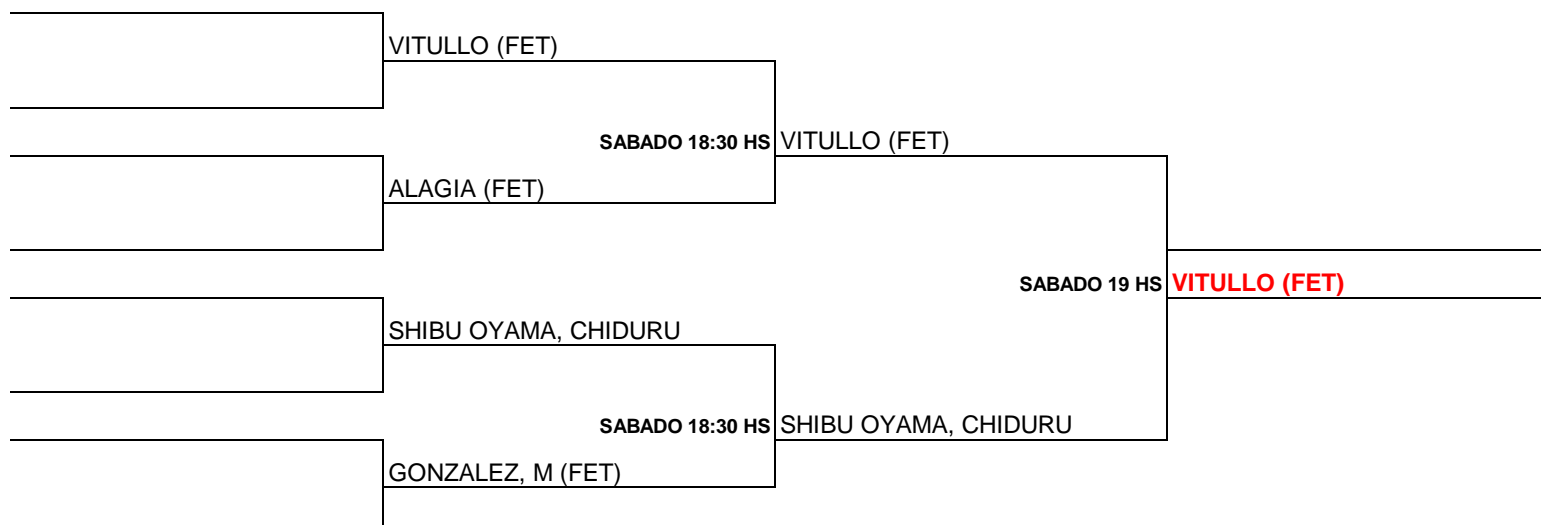 VITULLO (FET)
SABADO 18:30 HS VITULLO (FET)
ALAGIA (FET)
SABADO 19 HS VITULLO (FET)
SHIBU OYAMA, CHIDURU
SABADO 18:30 HS SHIBU OYAMA, CHIDURU
GONZALEZ, M (FET)